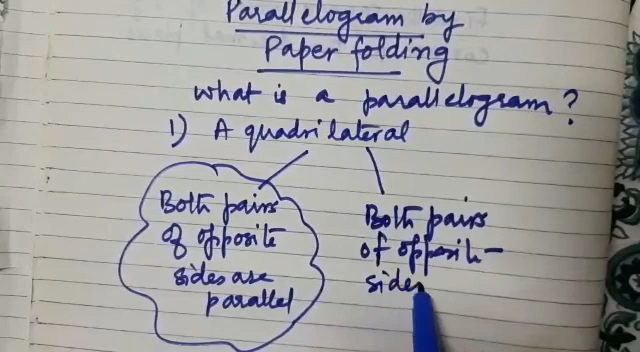 Parallelogram by
Paper folding
What is a parallelogram?
1) A quadrilateral
Both pairs
of opposite
sides are
parallel
Both pairs
of opposite
sides